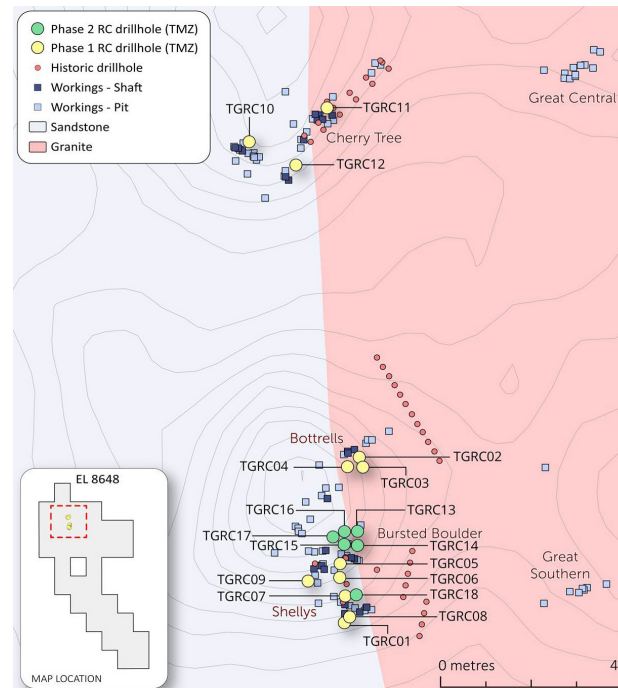 Phase 2 RC drillhole (TMZ)
Phase 1 RC drillhole (TMZ)
Historic drillhole
Workings - Shaft
Workings - Pit
Sandstone
Granite
Great Central
TGRC10
TGRC11
Cherry Tree
TGRC12
Bottrells
TGRC02
TGRC04
TGRC03
TGRC16
TGRC13
TGRC17
Bursted Boulder
TGRC15
TGRC14
TGRC05
TGRC09
TGRC06
TGRC07
TGRC18
Great
Southern
Shellys
TGRC08
TGRC01
EL 8648
MAP LOCATION
0 metres
4